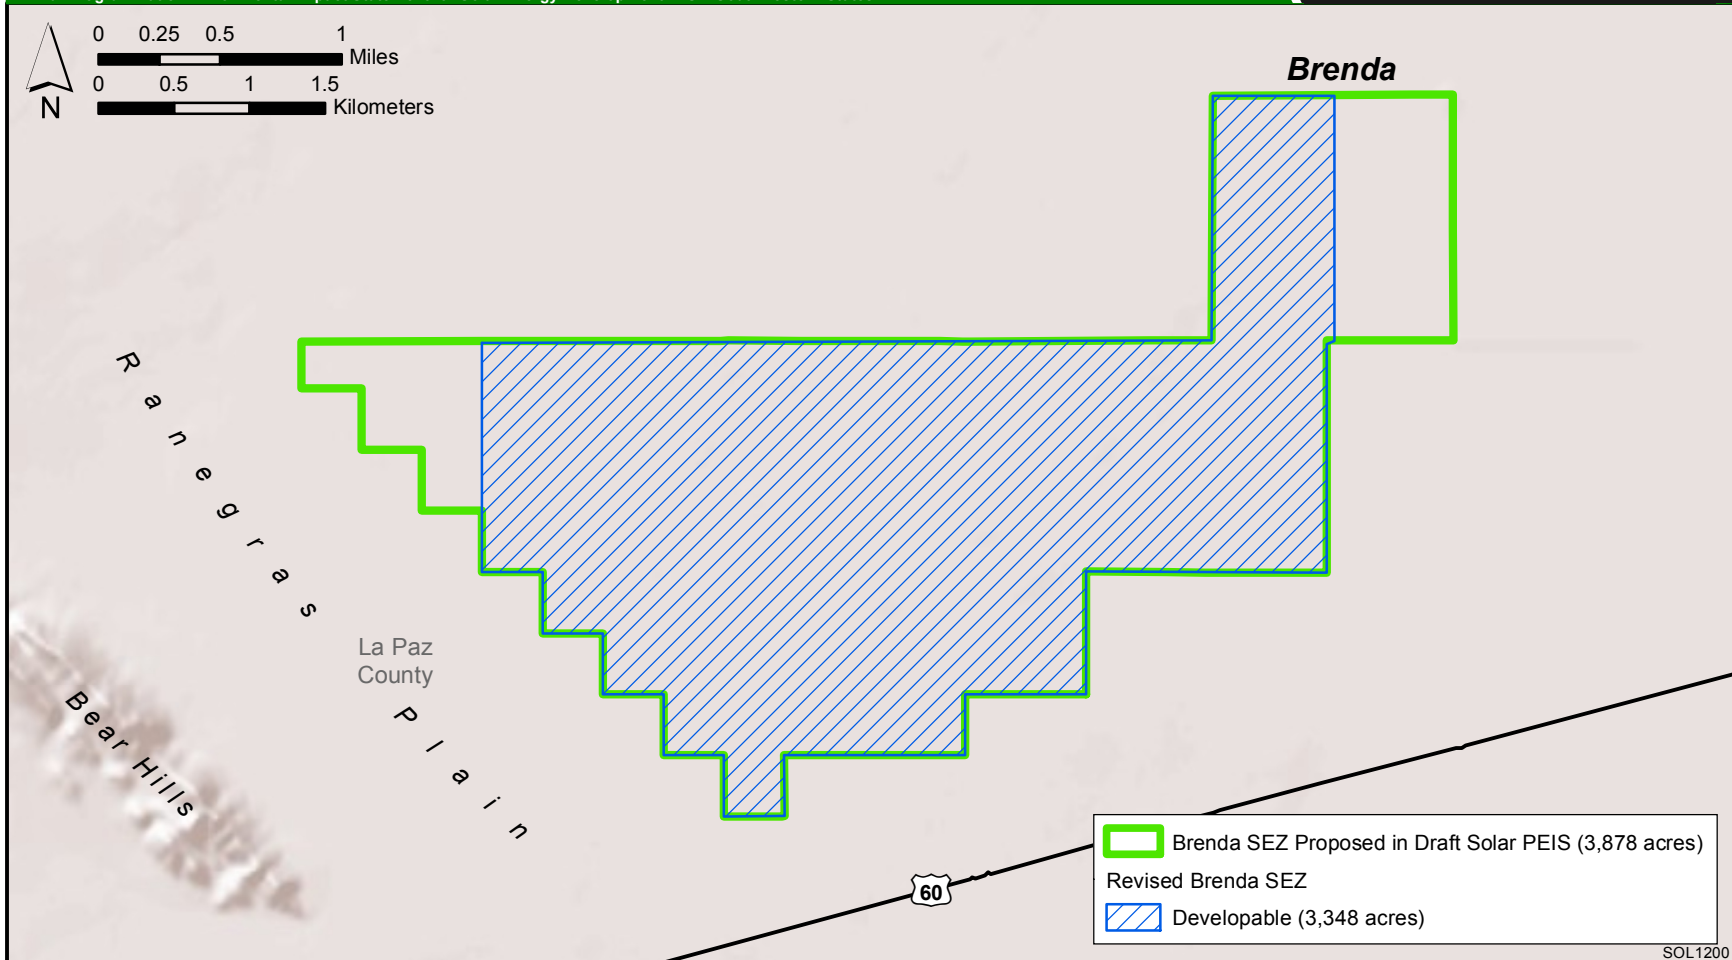 0 0.25 0.5 1
Miles
0 0.5 1 1.5
Kilometers
N
Brenda
Ranegras Plain
La Paz
County
Bear Hills
60
Brenda SEZ Proposed in Draft Solar PEIS (3,878 acres)
Revised Brenda SEZ
Developable (3,348 acres)
SOL1200